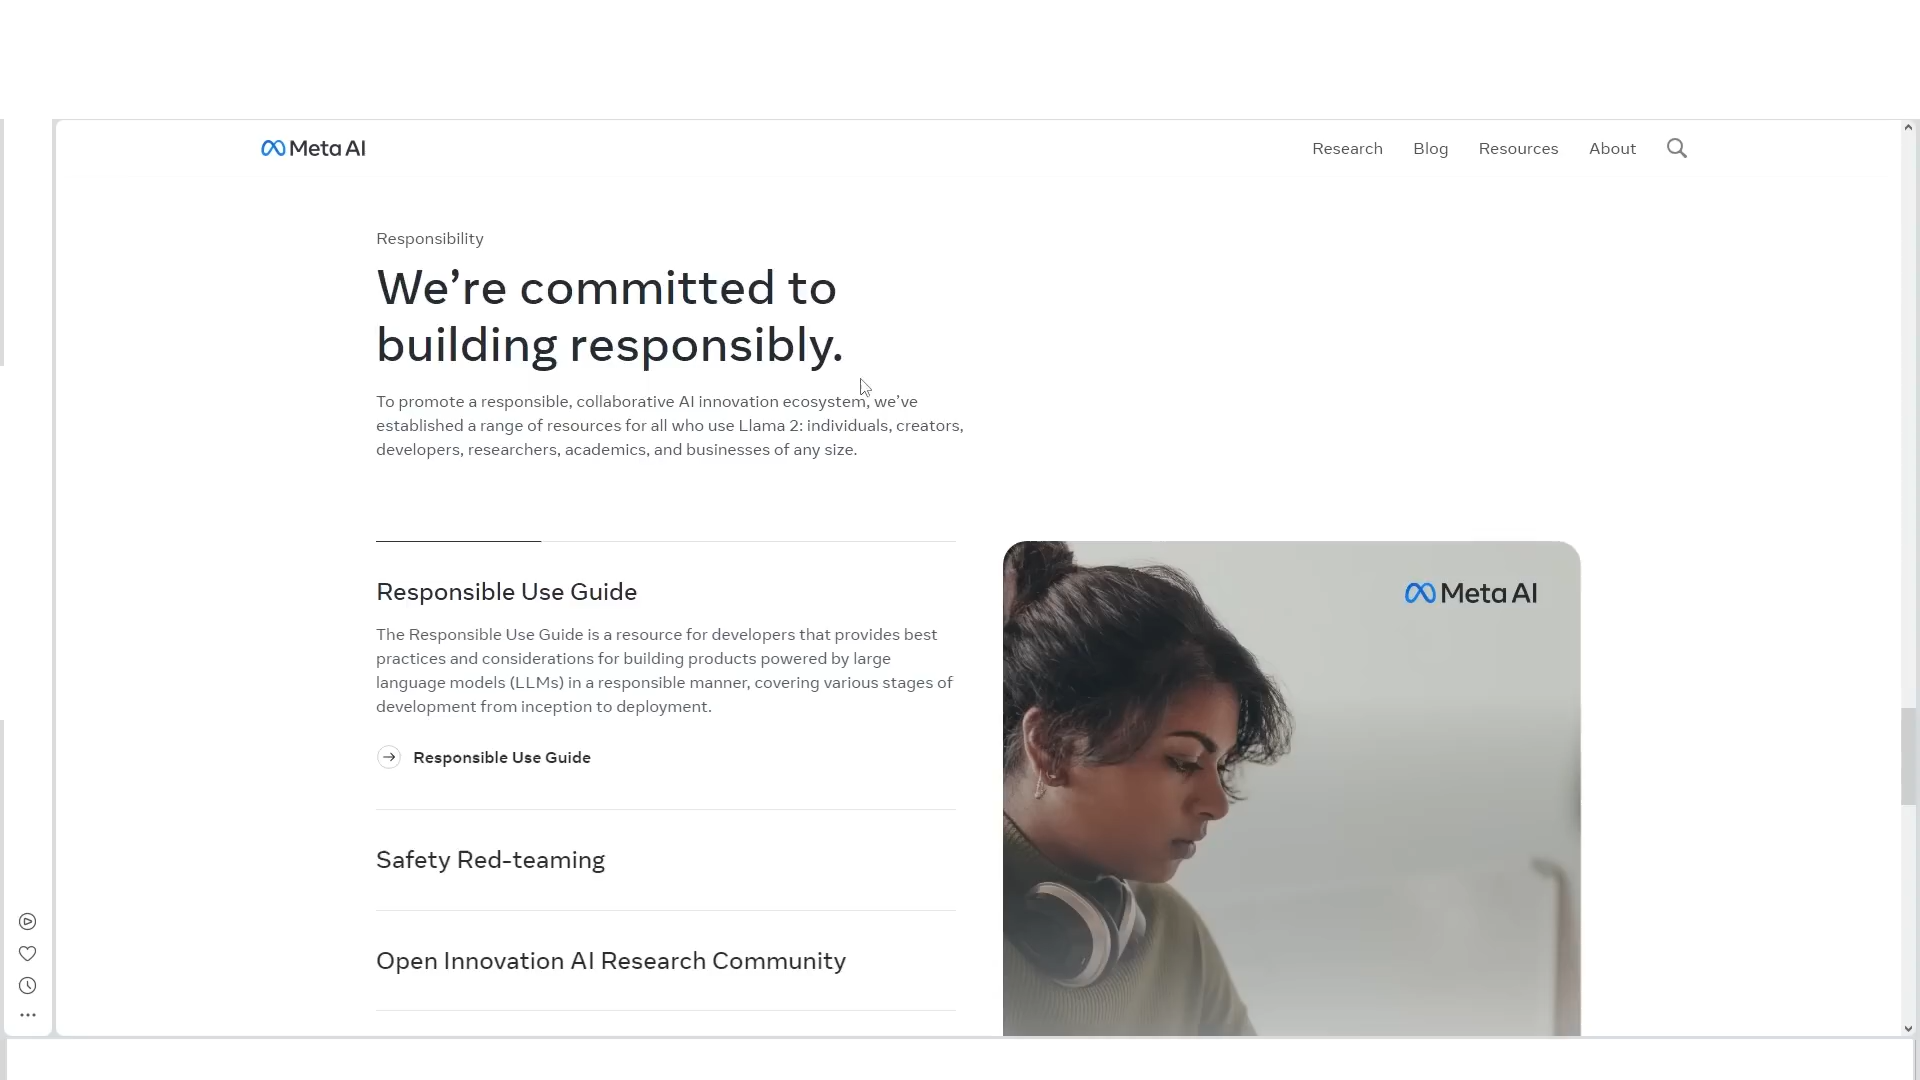 Meta AI
Research
Blog
Resources
About
Responsibility
We’re committed to
building responsibly.
To promote a responsible, collaborative AI innovation ecosystem, we’ve
established a range of resources for all who use Llama 2: individuals, creators,
developers, researchers, academics, and businesses of any size.
Responsible Use Guide
The Responsible Use Guide is a resource for developers that provides best
practices and considerations for building products powered by large
language models (LLMs) in a responsible manner, covering various stages of
development from inception to deployment.
Responsible Use Guide
Safety Red-teaming
Open Innovation AI Research Community
Meta AI